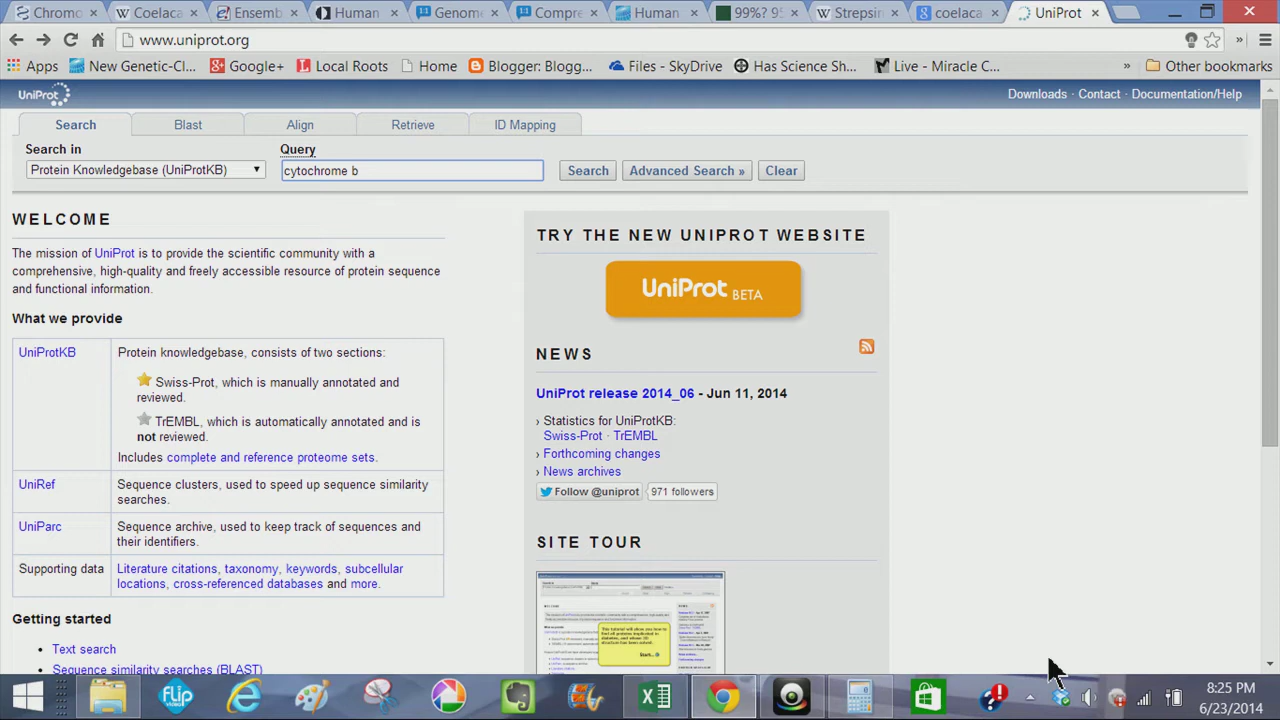 Chromo
Coelaca
Ensemb
Human
Genome
Compre
Human
99%? 95
Strepsin
coelaca
UniProt
www.uniprot.org
Apps
New Genetic-Cl...
Google+
Local Roots
Home
Blogger: Blogg...
Files - SkyDrive
Has Science Sh...
Live - Miracle C...
»
Other bookmarks
UniProt
Downloads · Contact · Documentation/Help
Search
Blast
Align
Retrieve
ID Mapping
Search in
Query
Protein Knowledgebase (UniProtKB)
cytochrome b
Search
Advanced Search »
Clear
WELCOME
The mission of UniProt is to provide the scientific community with a
comprehensive, high-quality and freely accessible resource of protein sequence
and functional information.
What we provide
UniProtKB
Protein knowledgebase, consists of two sections:
Swiss-Prot, which is manually annotated and
reviewed.
TrEMBL, which is automatically annotated and is
not reviewed.
Includes complete and reference proteome sets.
UniRef
Sequence clusters, used to speed up sequence similarity
searches.
UniParc
Sequence archive, used to keep track of sequences and
their identifiers.
Supporting data
Literature citations, taxonomy, keywords, subcellular
locations, cross-referenced databases and more.
Getting started
Text search
Sequence similarity searches (BLAST)
TRY THE NEW UNIPROT WEBSITE
UniProt BETA
NEWS
UniProt release 2014_06 - Jun 11, 2014
› Statistics for UniProtKB:
Swiss-Prot · TrEMBL
› Forthcoming changes
› News archives
Follow @uniprot
971 followers
SITE TOUR
Start...
flip
8:25 PM
6/23/2014